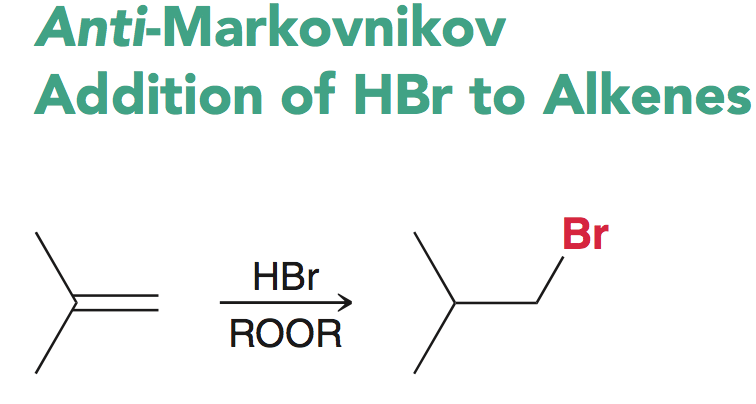 Anti-Markovnikov
Addition of HBr to Alkenes
Br
HBr
ROOR